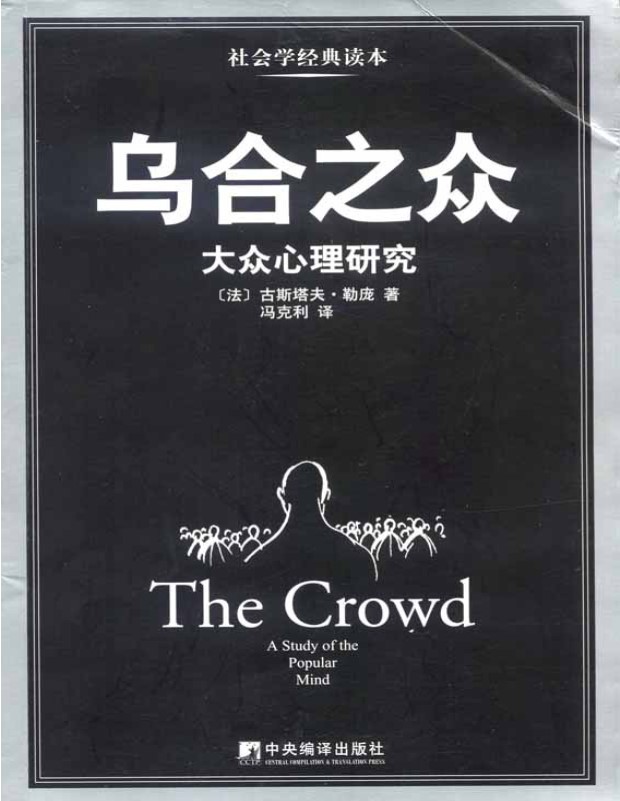 社会学经典读本
乌合之众
大众心理研究
〔法〕古斯塔夫·勒庞 著
冯克利 译
The Crowd
A Study of the
Popular
Mind
中央编译出版社
CCTP CENTRAL COMPILATION & TRANSLATION PRESS